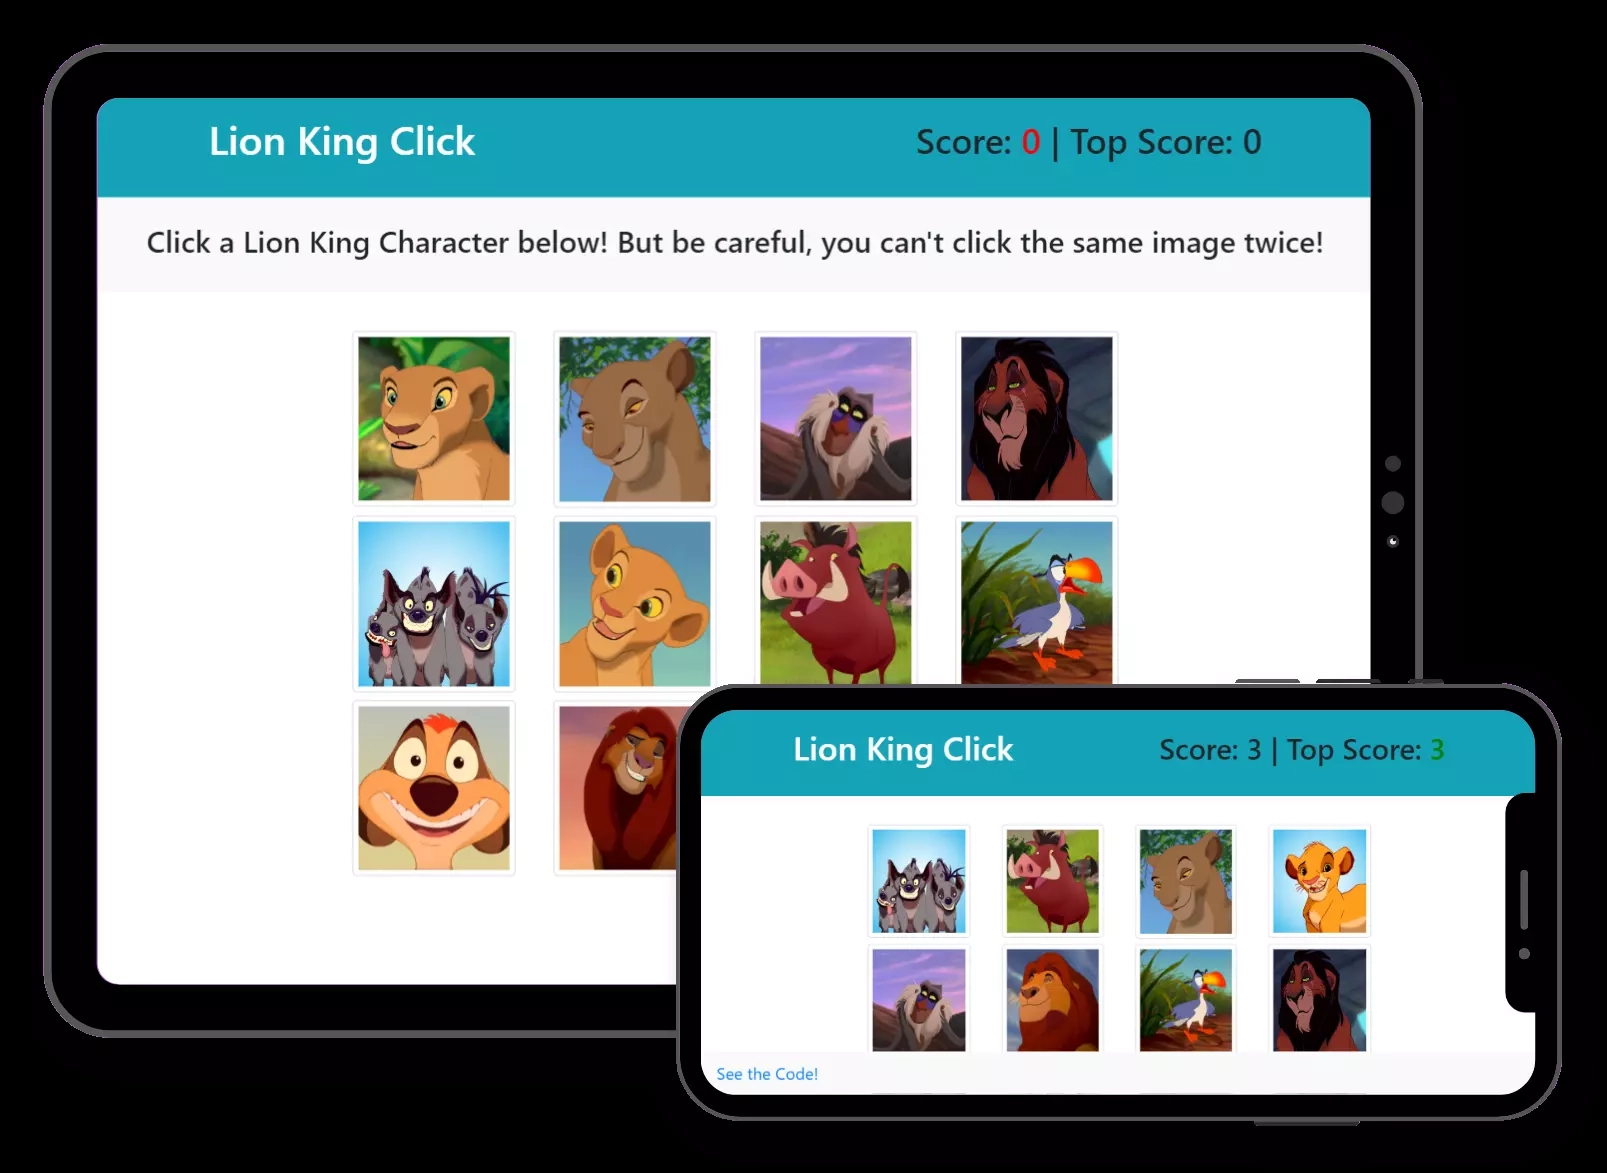 Lion King Click
Score: 0 | Top Score: 0
Click a Lion King Character below! But be careful, you can't click the same image twice!
Lion King Click
Score: 3 | Top Score: 3
See the Code!